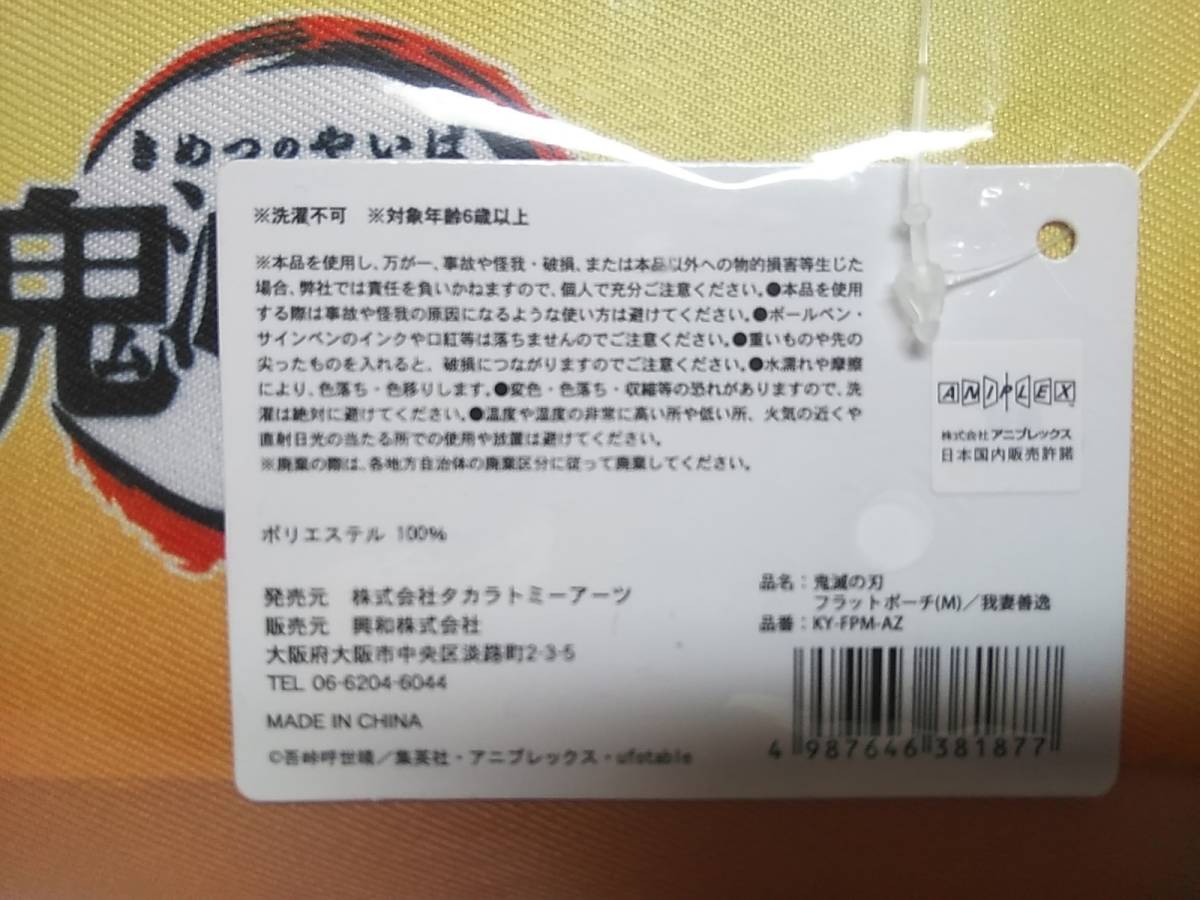 きめつのやいば
鬼滅
※洗濯不可　※対象年齢6歳以上
※本品を使用し、万が一、事故や怪我・破損、または本品以外への物的損害等生じた
場合、弊社では責任を負いかねますので、個人で充分ご注意ください。●本品を使用
する際は事故や怪我の原因になるような使い方は避けてください。●ボールペン・
サインペンのインクや口紅等は落ちませんのでご注意ください。●重いものや先の
尖ったものを入れると、破損につながりますのでご注意ください。●水濡れや摩擦
により、色落ち・色移りします。●変色・色落ち・収縮等の恐れがありますので、洗
濯は絶対に避けてください。●温度や湿度の非常に高い所や低い所、火気の近くや
直射日光の当たる所での使用や放置は避けてください。
※廃棄の際は、各地方自治体の廃棄区分に従って廃棄してください。
ANIPLEX
株式会社アニプレックス
日本国内販売許諾
ポリエステル 100%
発売元　株式会社タカラトミーアーツ
販売元　興和株式会社
大阪府大阪市中央区淡路町2-3-5
TEL 06-6204-6044
MADE IN CHINA
©吾峠呼世晴／集英社・アニプレックス・ufotable
品名：鬼滅の刃
フラットポーチ(M)／我妻善逸
品番：KY-FPM-AZ
4 987646 381877